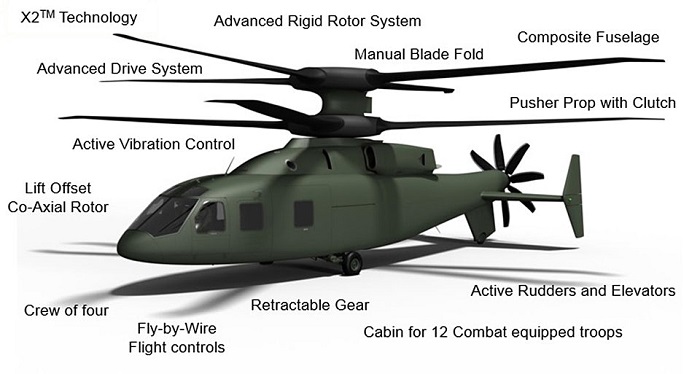 X2TM Technology
Advanced Rigid Rotor System
Composite Fuselage
Manual Blade Fold
Advanced Drive System
Pusher Prop with Clutch
Active Vibration Control
Lift Offset
Co-Axial Rotor
Active Rudders and Elevators
Retractable Gear
Crew of four
Fly-by-Wire
Flight controls
Cabin for 12 Combat equipped troops